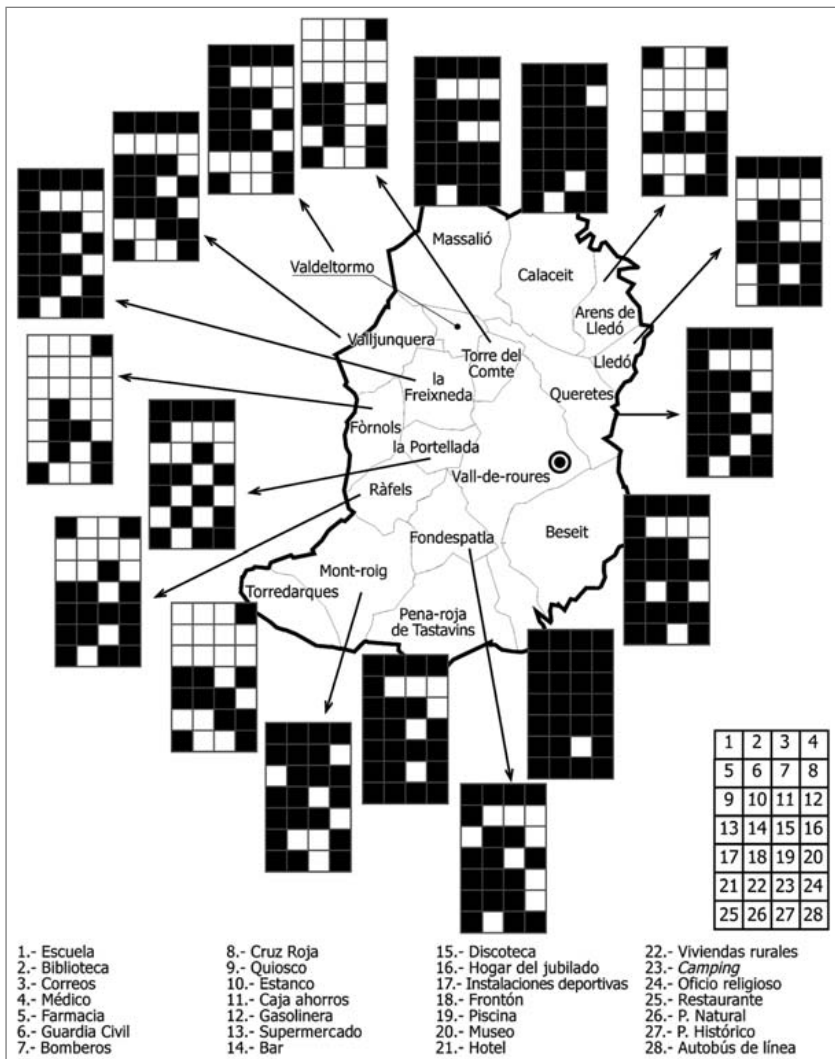 Massalió
Calaceit
Valdeltormo
Arens de
Lledó
Valljunquera
Torre del
Comte
Lledó
la
Freixneda
Queretes
Fòrnols
la Portellada
Vall-de-roures
Ràfels
Beseit
Fondespatla
Mont-roig
Torredarques
Pena-roja
de Tastavins
1 2 3 4
5 6 7 8
9 10 11 12
13 14 15 16
17 18 19 20
21 22 23 24
25 26 27 28
1.- Escuela
2.- Biblioteca
3.- Correos
4.- Médico
5.- Farmacia
6.- Guardia Civil
7.- Bomberos
8.- Cruz Roja
9.- Quiosco
10.- Estanco
11.- Caja ahorros
12.- Gasolinera
13.- Supermercado
14.- Bar
15.- Discoteca
16.- Hogar del jubilado
17.- Instalaciones deportivas
18.- Frontón
19.- Piscina
20.- Museo
21.- Hotel
22.- Viviendas rurales
23.- Camping
24.- Oficio religioso
25.- Restaurante
26.- P. Natural
27.- P. Histórico
28.- Autobús de línea